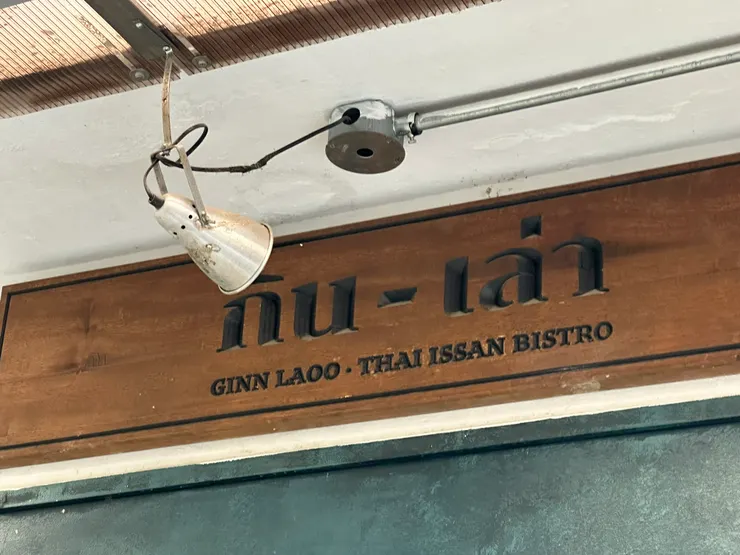 กิน - เล่า
GINN LAOO · THAI ISSAN BISTRO